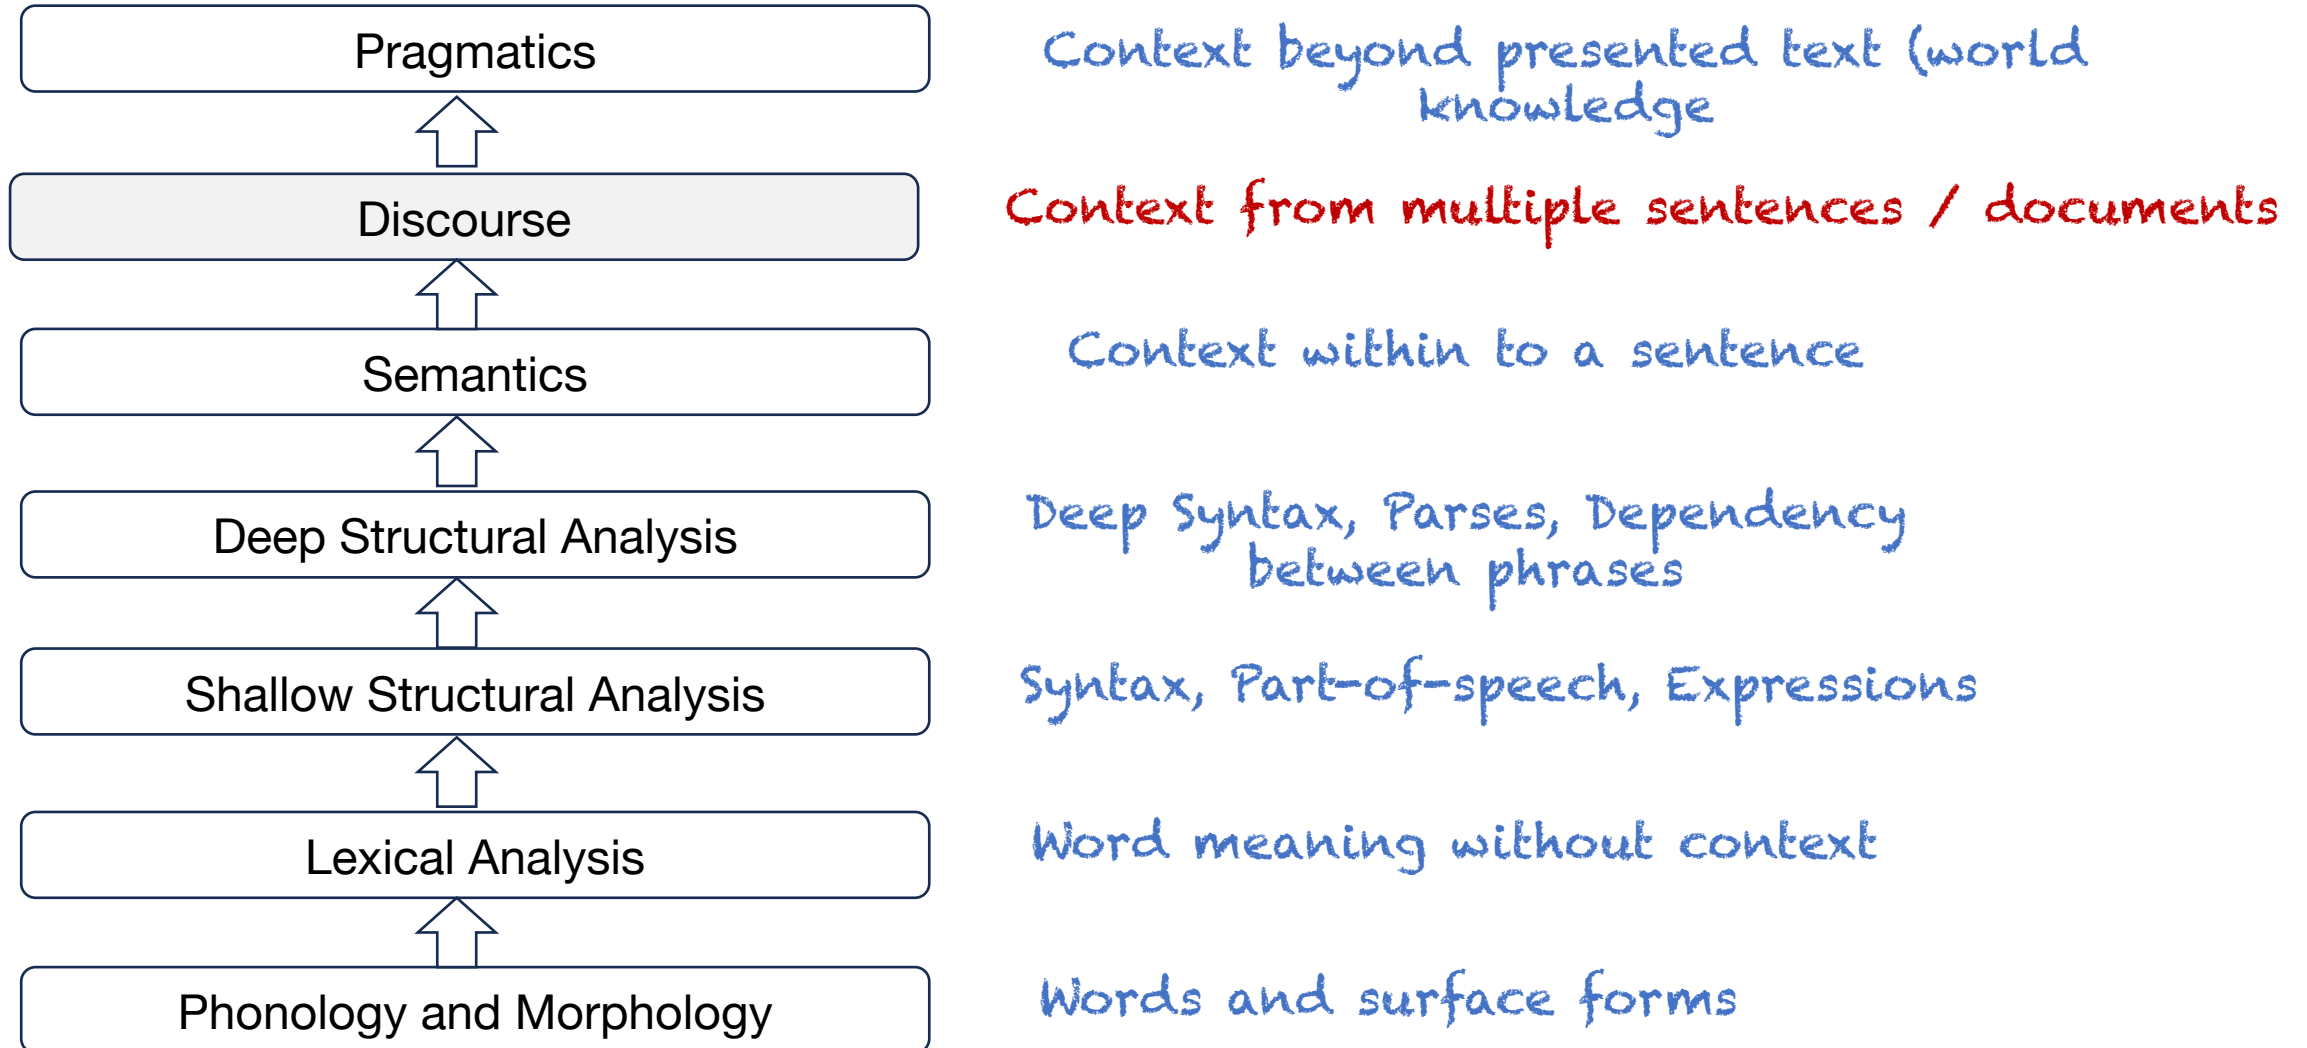 Pragmatics
Context beyond presented text (world
knowledge
Discourse
Context from multiple sentences / documents
Semantics
Context within to a sentence
Deep Structural Analysis
Deep Syntax, Parses, Dependency
between phrases
Shallow Structural Analysis
Syntax, Part-of-speech, Expressions
Lexical Analysis
Word meaning without context
Phonology and Morphology
Words and surface forms